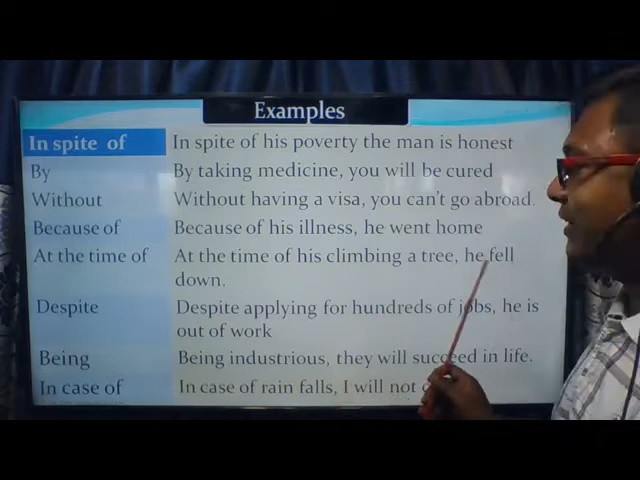 Examples
In spite of In spite of his poverty the man is honest
By By taking medicine, you will be cured
Without Without having a visa, you can't go abroad.
Because of Because of his illness, he went home
At the time of At the time of his climbing a tree, he fell
down.
Despite Despite applying for hundreds of jobs, he is
out of work
Being Being industrious, they will succeed in life.
In case of In case of rain falls, I will not